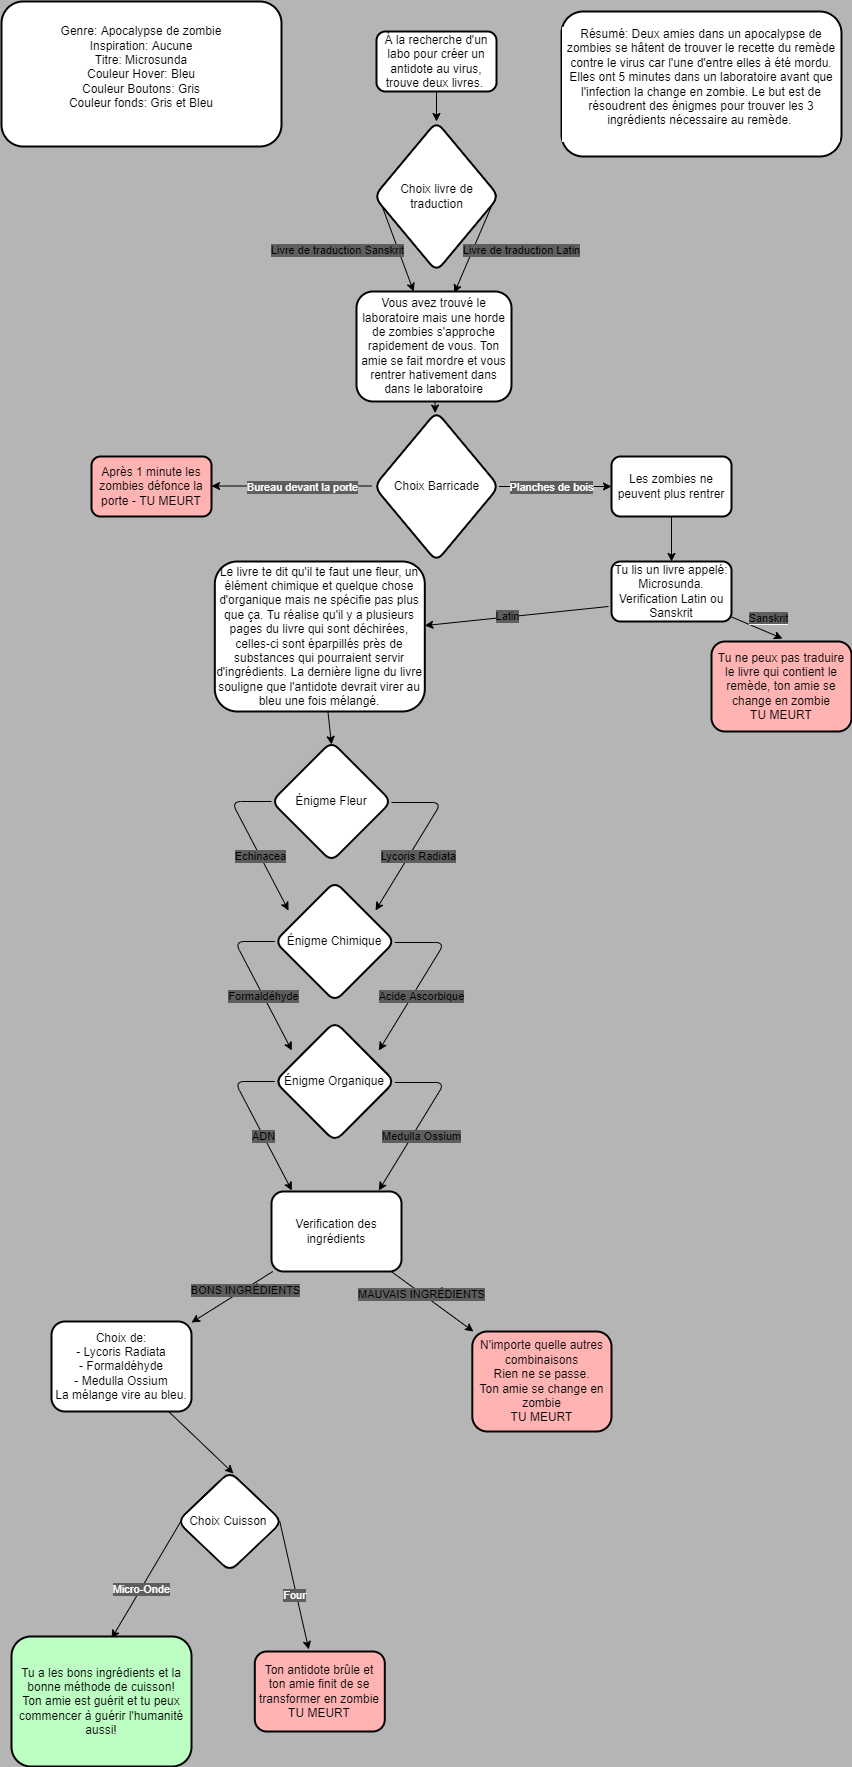 Genre: Apocalypse de zombie
Inspiration: Aucune
Titre: Microsunda
Couleur Hover: Bleu
Couleur Boutons: Gris
Couleur fonds: Gris et Bleu
À la recherche d'un
labo pour créer un
antidote au virus,
trouve deux livres.
Résumé: Deux amies dans un apocalypse de
zombies se hâtent de trouver le recette du remède
contre le virus car l'une d'entre elles à été mordu.
Elles ont 5 minutes dans un laboratoire avant que
l'infection la change en zombie. Le but est de
résoudrent des énigmes pour trouver les 3
ingrédients nécessaire au remède.
Choix livre de
traduction
Livre de traduction Sanskrit
Livre de traduction Latin
Vous avez trouvé le
laboratoire mais une horde
de zombies s'approche
rapidement de vous. Ton
amie se fait mordre et vous
rentrer hativement dans
dans le laboratoire
Après 1 minute les
zombies défonce la
porte - TU MEURT
Bureau devant la porte
Choix Barricade
Planches de bois
Les zombies ne
peuvent plus rentrer
Le livre te dit qu'il te faut une fleur, un
élément chimique et quelque chose
d'organique mais ne spécifie pas plus
que ça. Tu réalise qu'il y a plusieurs
pages du livre qui sont déchirées,
celles-ci sont éparpillés près de
substances qui pourraient servir
d'ingrédients. La dernière ligne du livre
souligne que l'antidote devrait virer au
bleu une fois mélangé.
Latin
Tu lis un livre appelé:
Microsunda.
Verification Latin ou
Sanskrit
Sanskrit
Tu ne peux pas traduire
le livre qui contient le
remède, ton amie se
change en zombie
TU MEURT
Énigme Fleur
Echinacea
Lycoris Radiata
Énigme Chimique
Formaldéhyde
Acide Ascorbique
Énigme Organique
ADN
Medulla Ossium
Verification des
ingrédients
BONS INGRÉDIENTS
MAUVAIS INGRÉDIENTS
Choix de:
- Lycoris Radiata
- Formaldéhyde
- Medulla Ossium
La mélange vire au bleu.
N'importe quelle autres
combinaisons
Rien ne se passe.
Ton amie se change en
zombie
TU MEURT
Choix Cuisson
Micro-Onde
Four
Tu a les bons ingrédients et la
bonne méthode de cuisson!
Ton amie est guérit et tu peux
commencer à guérir l'humanité
aussi!
Ton antidote brûle et
ton amie finit de se
transformer en zombie
TU MEURT